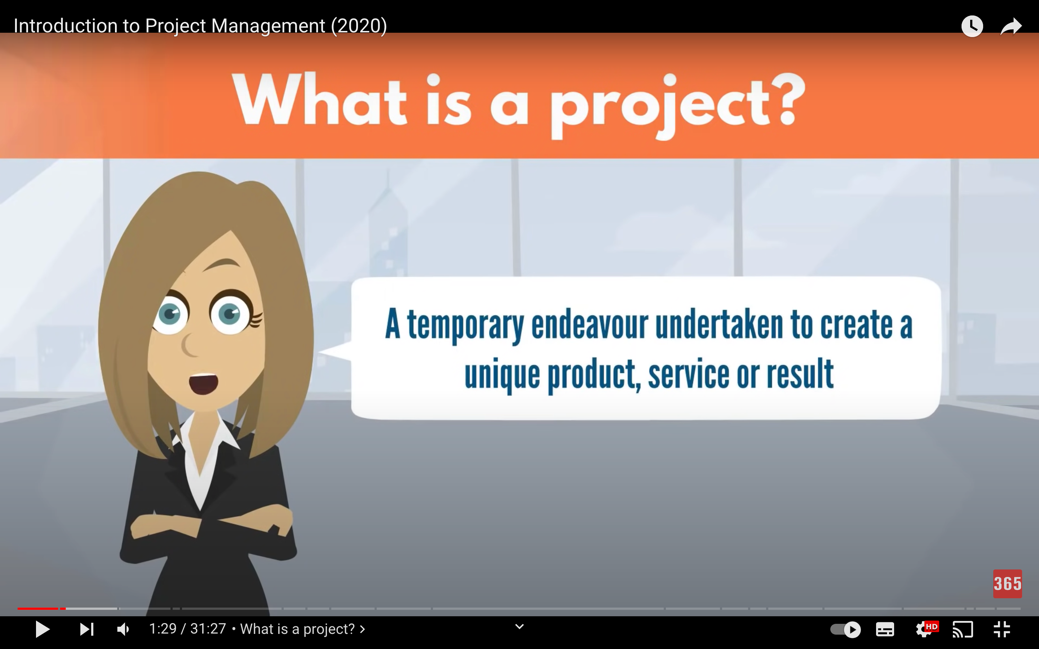 Introduction to Project Management (2020)
What is a project?
A temporary endeavour undertaken to create a
unique product, service or result
365
1:29 / 31:27 • What is a project? >
HD